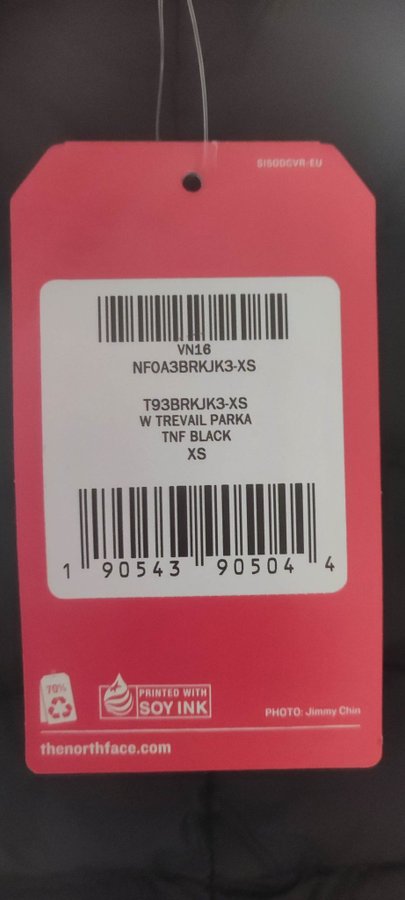 SISODCVR/EU
VN16
NF0A3BRKJK3-XS
T93BRKJK3-XS
W TREVAIL PARKA
TNF BLACK
XS
1 90543 90504 4
70%
PRINTED WITH
SOY INK
PHOTO: Jimmy Chin
thenorthface.com